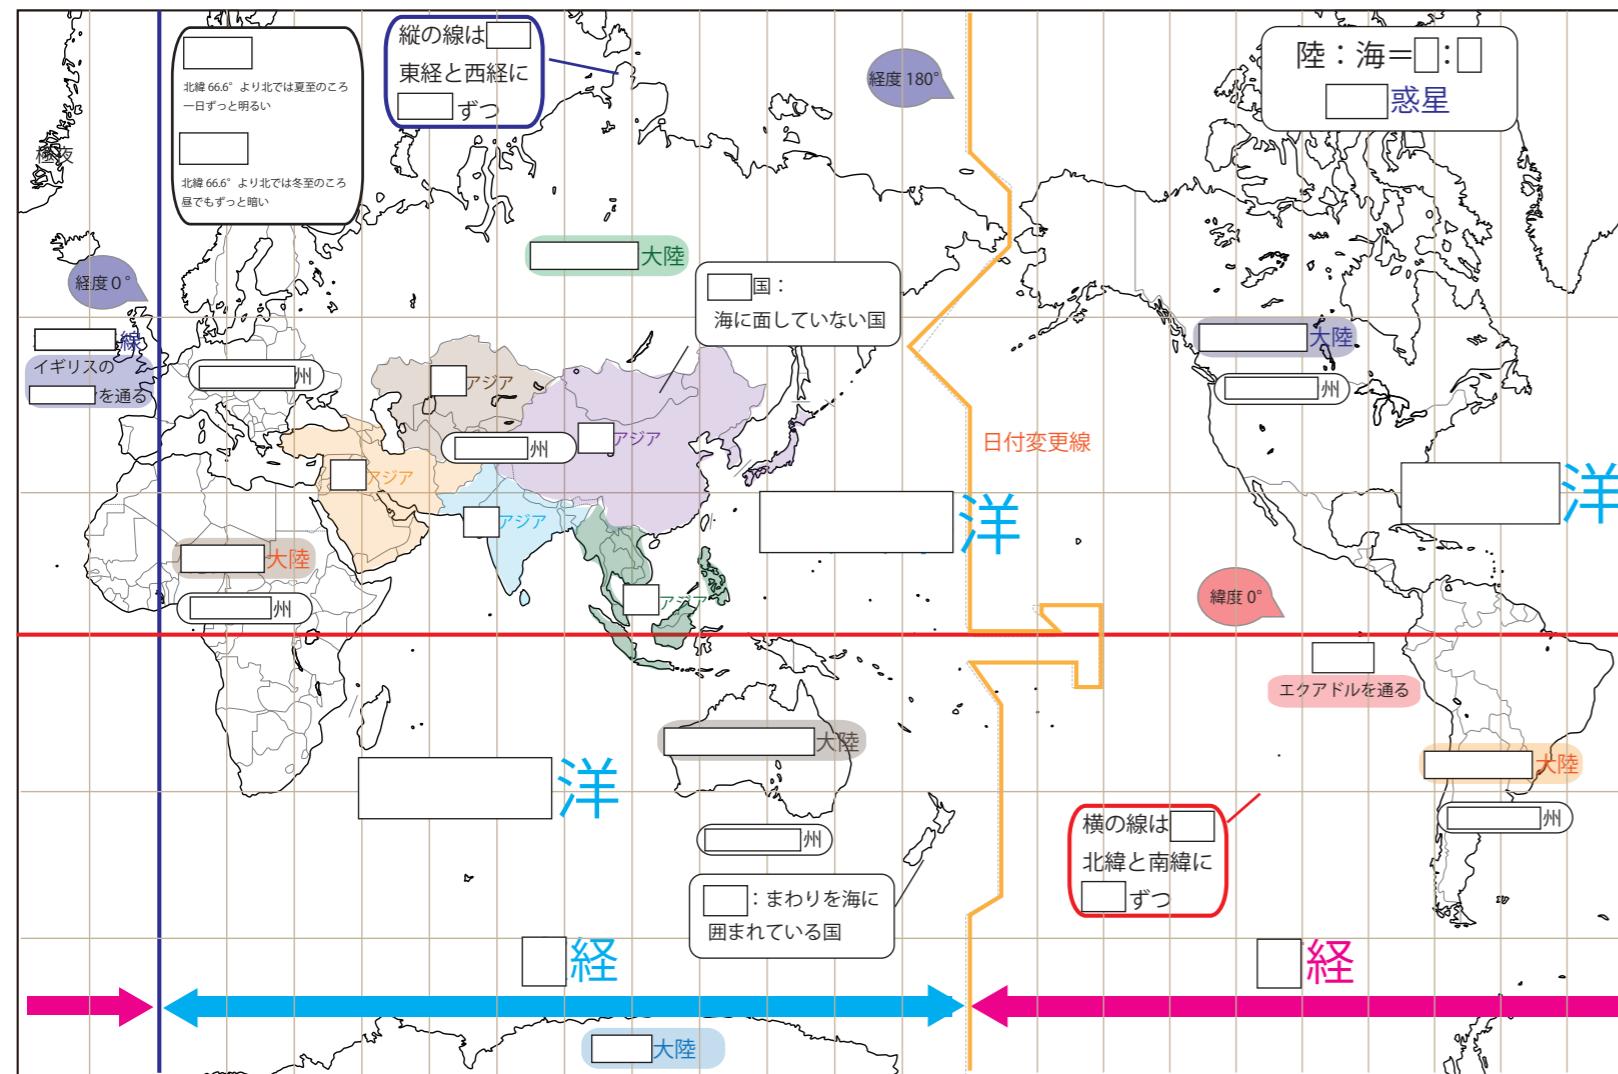 北緯 66.6°より北では夏至のころ
一日ずっと明るい
北緯 66.6°より北では冬至のころ
昼でもずっと暗い
極夜
縦の線は
東経と西経に
ずつ
経度 180°
陸：海＝ ：
惑星
大陸
経度 0°
線
イギリスの
を通る
州
国：
海に面していない国
大陸
州
アジア
アジア
州
アジア
アジア
アジア
日付変更線
洋
洋
大陸
州
緯度 0°
エクアドルを通る
大陸
州
洋
大陸
州
横の線は
北緯と南緯に
ずつ
：まわりを海に
囲まれている国
経
経
大陸